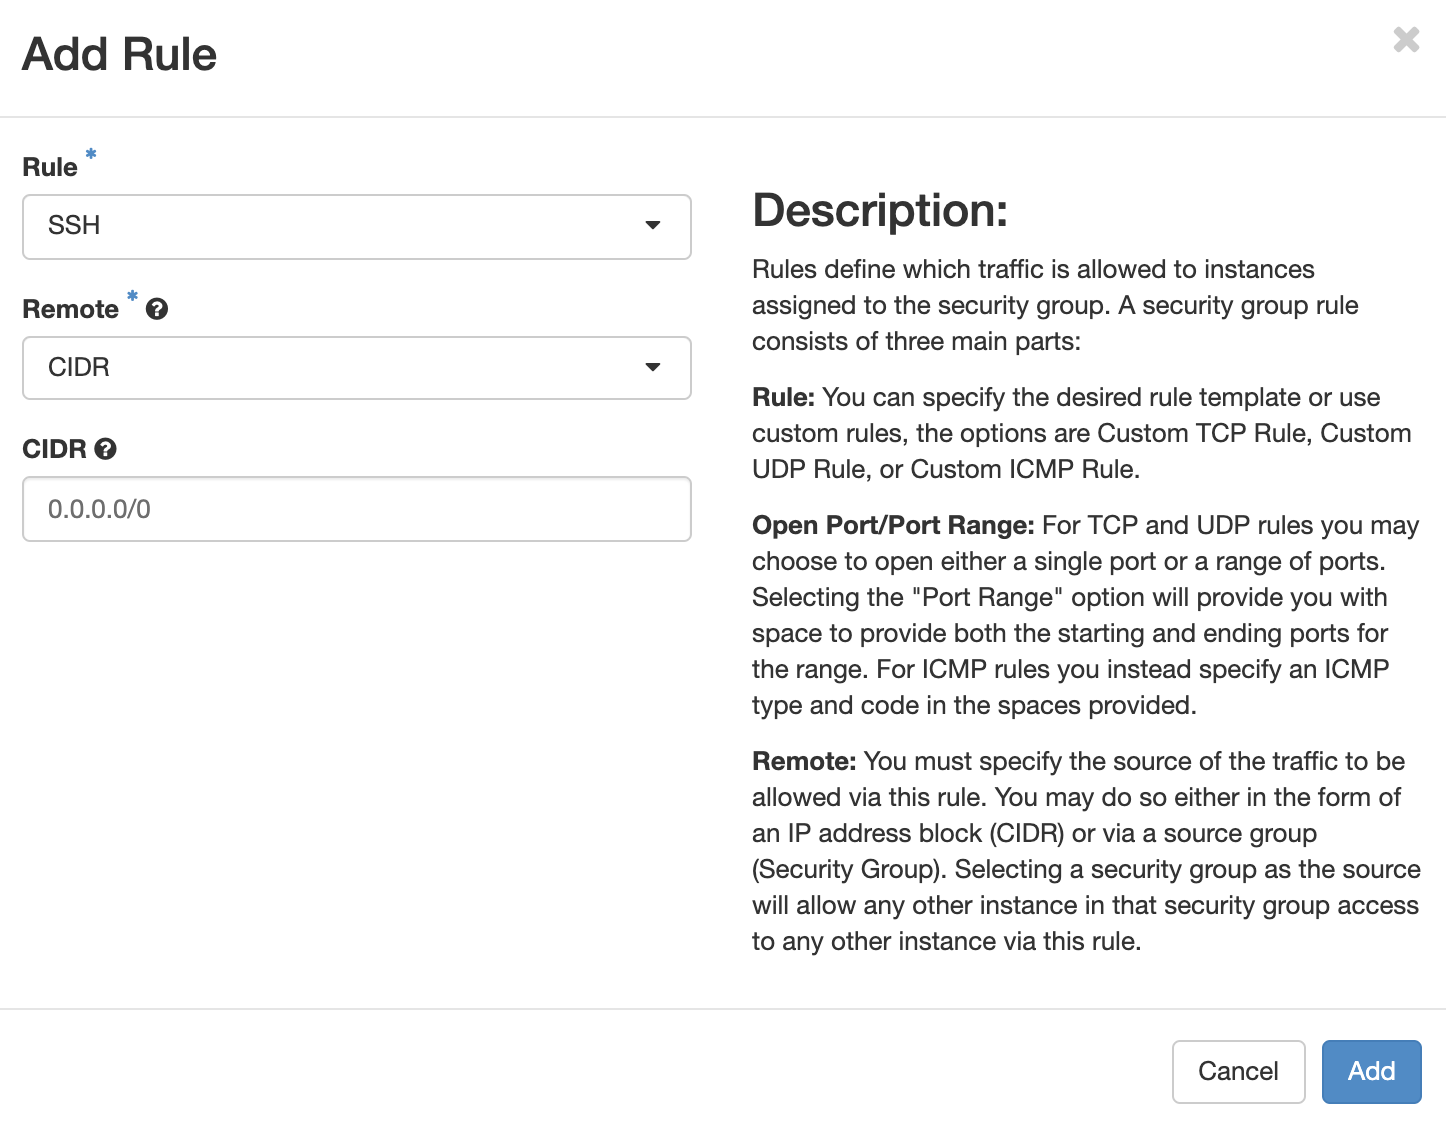 Add Rule
Rule *
SSH
Remote *
CIDR
CIDR
0.0.0.0/0
Description:
Rules define which traffic is allowed to instances
assigned to the security group. A security group rule
consists of three main parts:
Rule: You can specify the desired rule template or use
custom rules, the options are Custom TCP Rule, Custom
UDP Rule, or Custom ICMP Rule.
Open Port/Port Range: For TCP and UDP rules you may
choose to open either a single port or a range of ports.
Selecting the "Port Range" option will provide you with
space to provide both the starting and ending ports for
the range. For ICMP rules you instead specify an ICMP
type and code in the spaces provided.
Remote: You must specify the source of the traffic to be
allowed via this rule. You may do so either in the form of
an IP address block (CIDR) or via a source group
(Security Group). Selecting a security group as the source
will allow any other instance in that security group access
to any other instance via this rule.
Cancel
Add